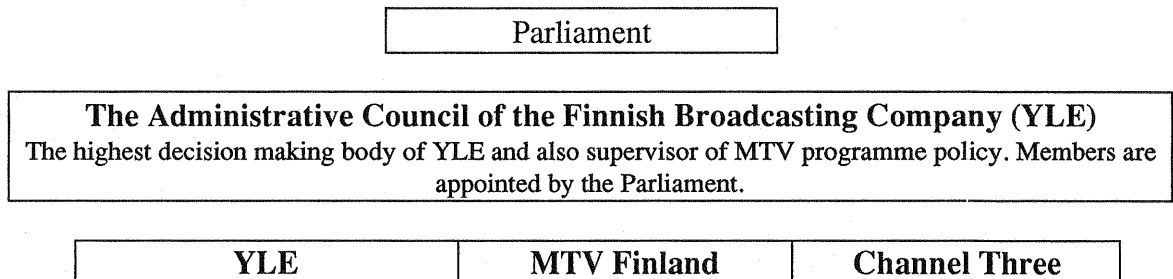 Parliament
The Administrative Council of the Finnish Broadcasting Company (YLE)
The highest decision making body of YLE and also supervisor of MTV programme policy. Members are
appointed by the Parliament.
YLE MTV Finland Channel Three